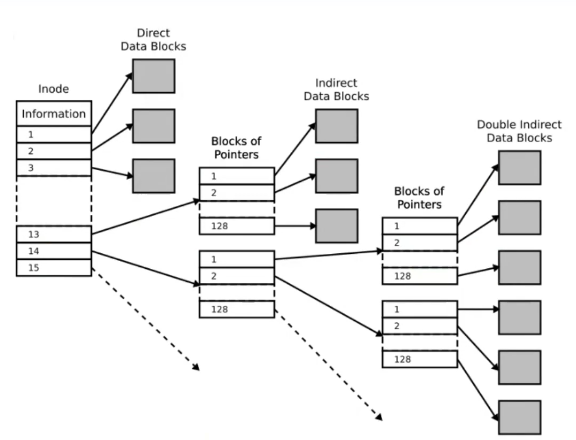 Direct
Data Blocks
Inode
Information
1
2
3
13
14
15
Blocks of
Pointers
1
2
128
1
2
128
Indirect
Data Blocks
Blocks of
Pointers
1
2
128
1
2
128
Double Indirect
Data Blocks